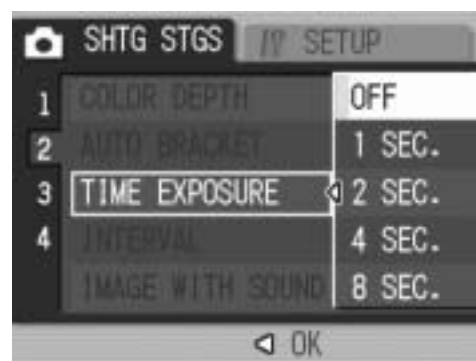 SHTG STGS SETUP
1 COLOR DEPTH OFF
2 AUTO BRACKET 1 SEC.
3 TIME EXPOSURE 2 SEC.
4 INTERVAL 4 SEC.
IMAGE WITH SOUND 8 SEC.
OK